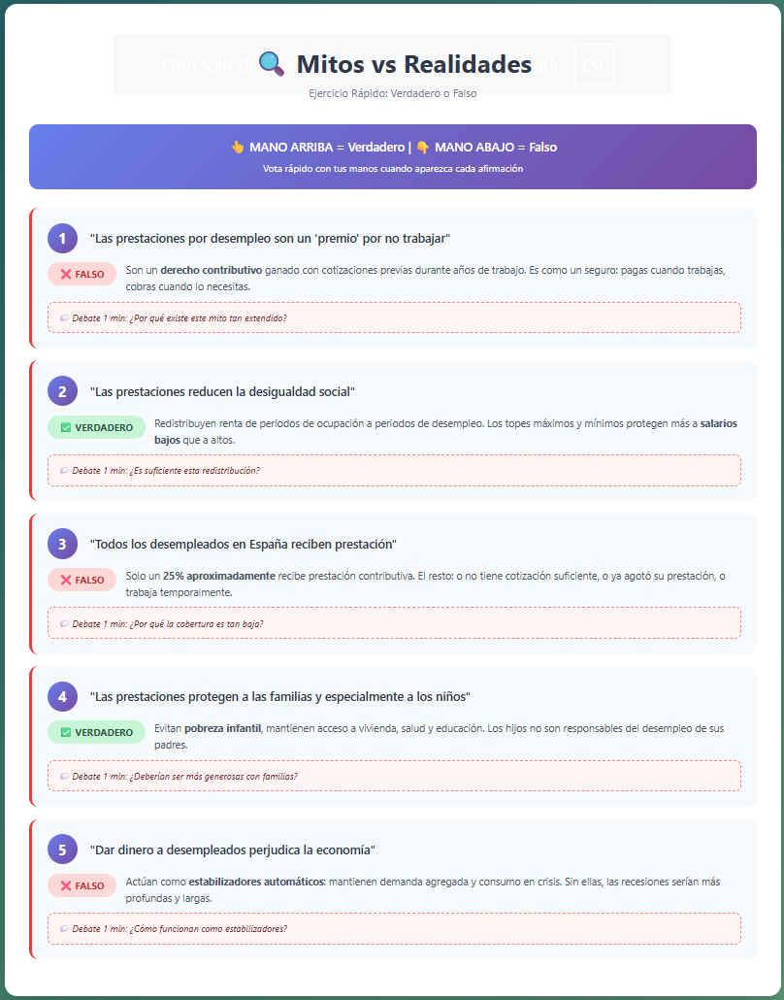 Para salir de
ado Esc
🔍 Mitos vs Realidades
Ejercicio Rápido: Verdadero o Falso
👆 MANO ARRIBA = Verdadero | 👇 MANO ABAJO = Falso
Vota rápido con tus manos cuando aparezca cada afirmación
1 "Las prestaciones por desempleo son un 'premio' por no trabajar"
❌ FALSO Son un derecho contributivo ganado con cotizaciones previas durante años de trabajo. Es como un seguro: pagas cuando trabajas,
cobras cuando lo necesitas.
💬 Debate 1 min: ¿Por qué existe este mito tan extendido?
2 "Las prestaciones reducen la desigualdad social"
✅ VERDADERO Redistribuyen renta de periodos de ocupación a periodos de desempleo. Los topes máximos y mínimos protegen más a salarios
bajos que a altos.
💬 Debate 1 min: ¿Es suficiente esta redistribución?
3 "Todos los desempleados en España reciben prestación"
❌ FALSO Solo un 25% aproximadamente recibe prestación contributiva. El resto: o no tiene cotización suficiente, o ya agotó su prestación, o
trabaja temporalmente.
💬 Debate 1 min: ¿Por qué la cobertura es tan baja?
4 "Las prestaciones protegen a las familias y especialmente a los niños"
✅ VERDADERO Evitan pobreza infantil, mantienen acceso a vivienda, salud y educación. Los hijos no son responsables del desempleo de sus
padres.
💬 Debate 1 min: ¿Deberían ser más generosas con familias?
5 "Dar dinero a desempleados perjudica la economía"
❌ FALSO Actúan como estabilizadores automáticos: mantienen demanda agregada y consumo en crisis. Sin ellas, las recesiones serían más
profundas y largas.
💬 Debate 1 min: ¿Cómo funcionan como estabilizadores?